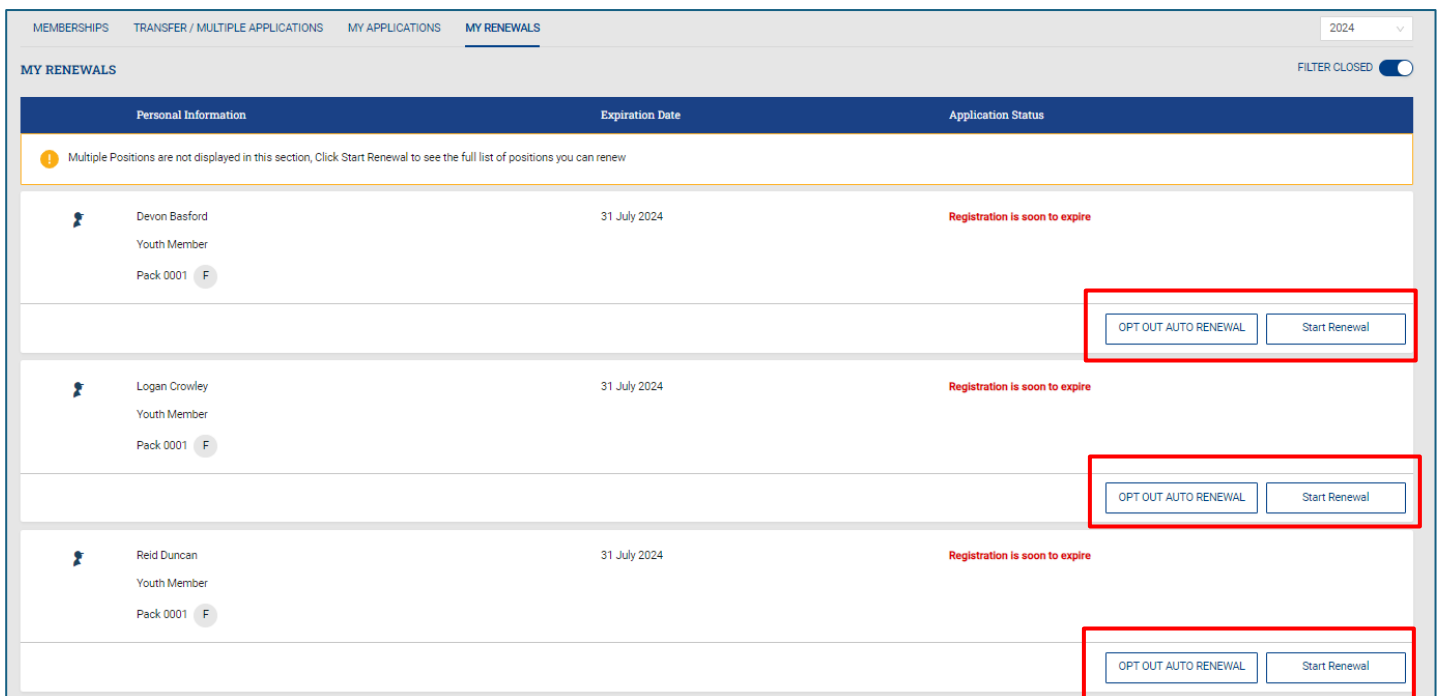 MEMBERSHIPS TRANSFER / MULTIPLE APPLICATIONS MY APPLICATIONS MY RENEWALS 2024
MY RENEWALS FILTER CLOSED
Personal Information Expiration Date Application Status
! Multiple Positions are not displayed in this section, Click Start Renewal to see the full list of positions you can renew
Devon Basford 31 July 2024 Registration is soon to expire
Youth Member
Pack 0001 F
OPT OUT AUTO RENEWAL Start Renewal
Logan Crowley 31 July 2024 Registration is soon to expire
Youth Member
Pack 0001 F
OPT OUT AUTO RENEWAL Start Renewal
Reid Duncan 31 July 2024 Registration is soon to expire
Youth Member
Pack 0001 F
OPT OUT AUTO RENEWAL Start Renewal